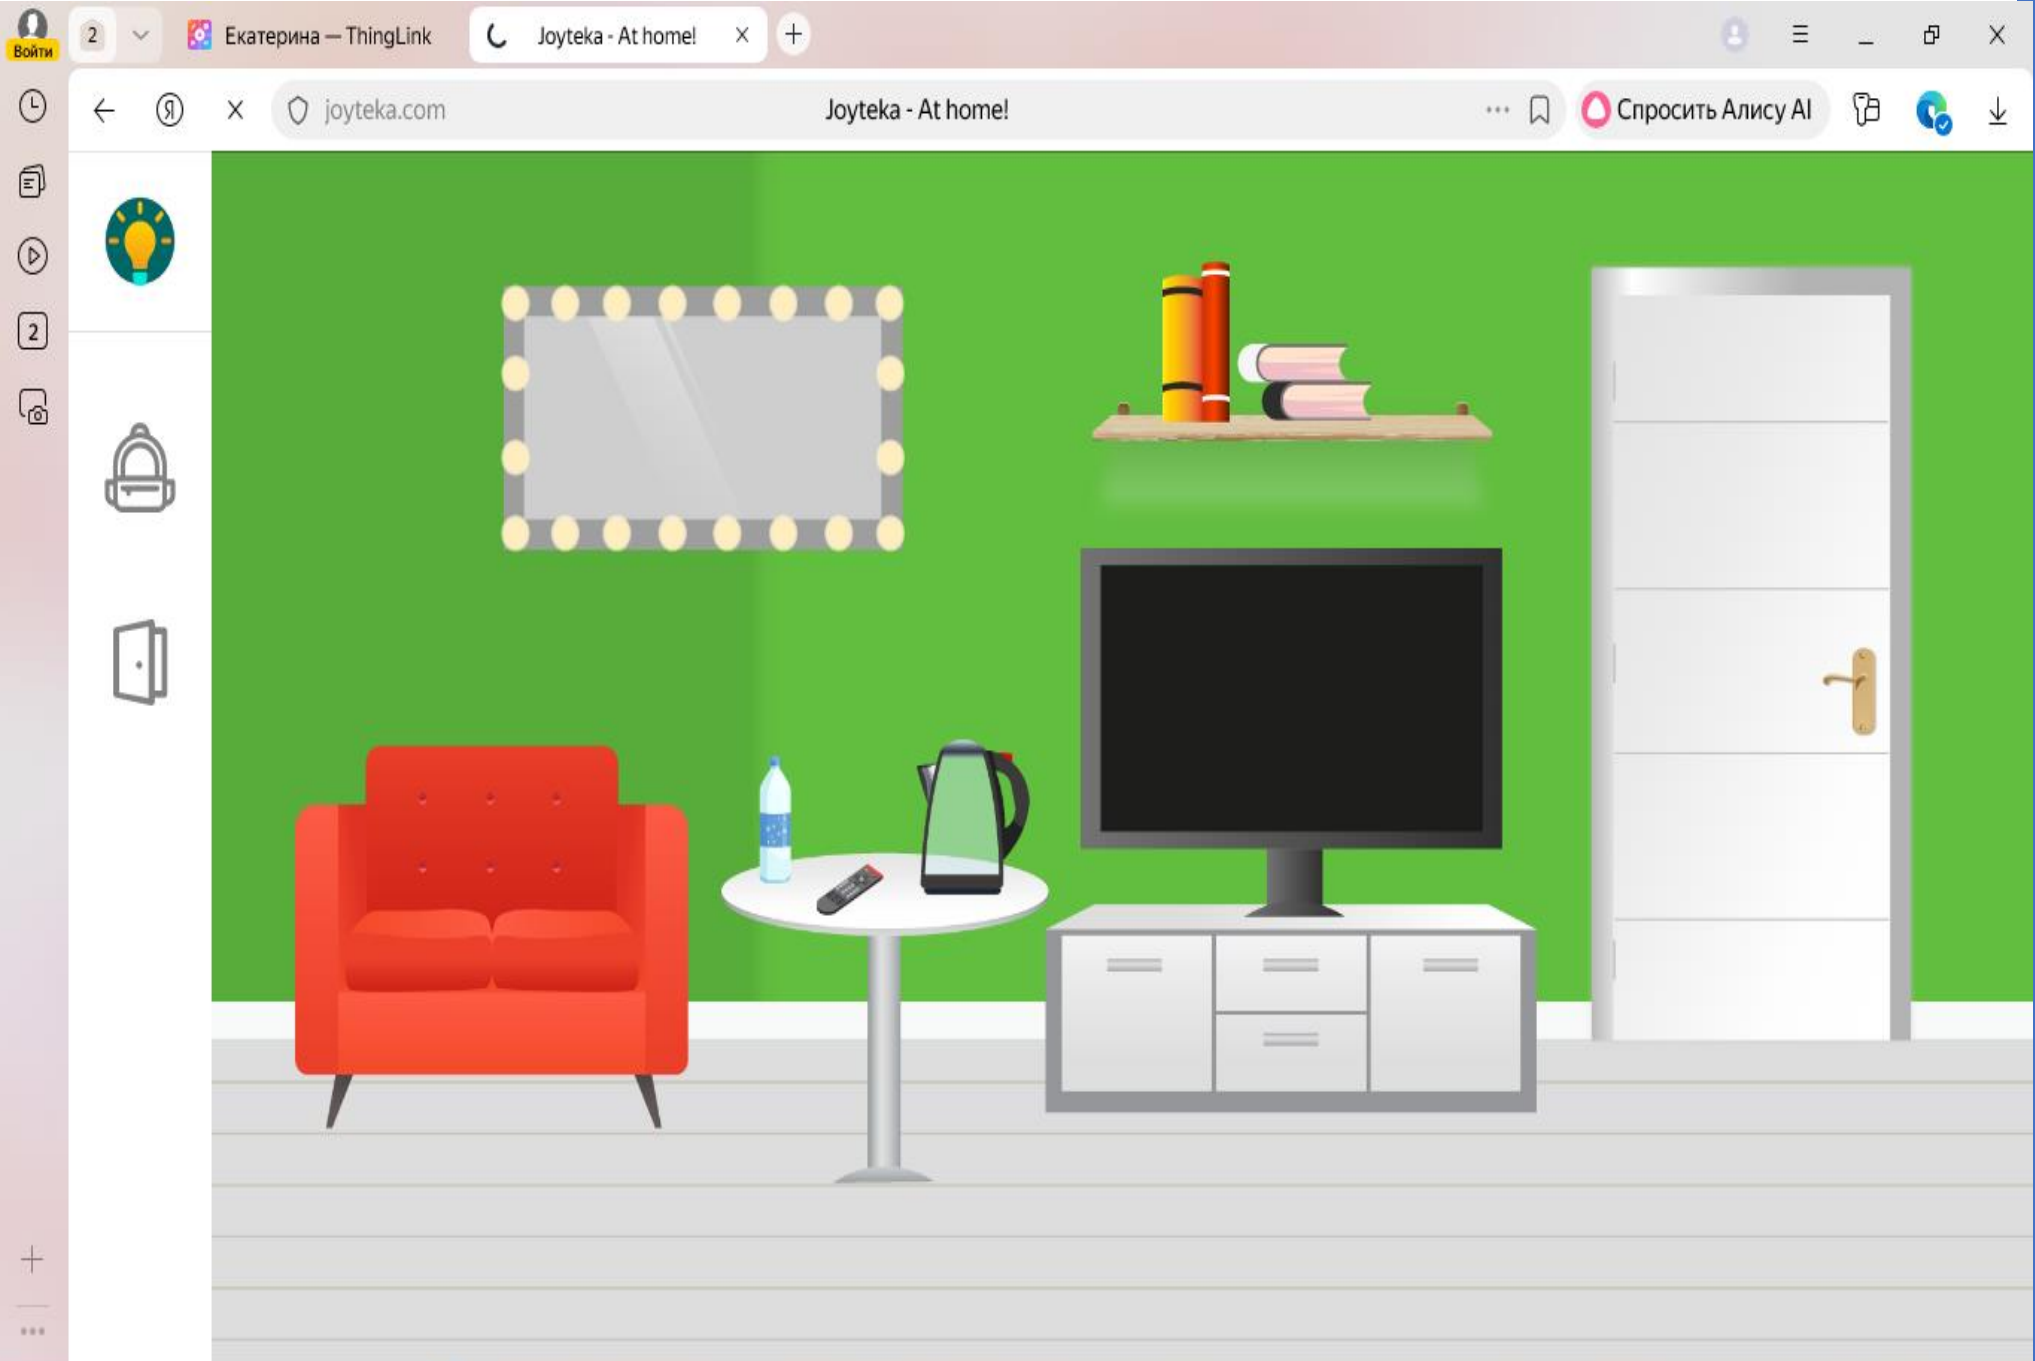 Войти
2
Екатерина — ThingLink
Joyteka - At home!
Я
joyteka.com
Joyteka - At home!
Спросить Алису AI
2